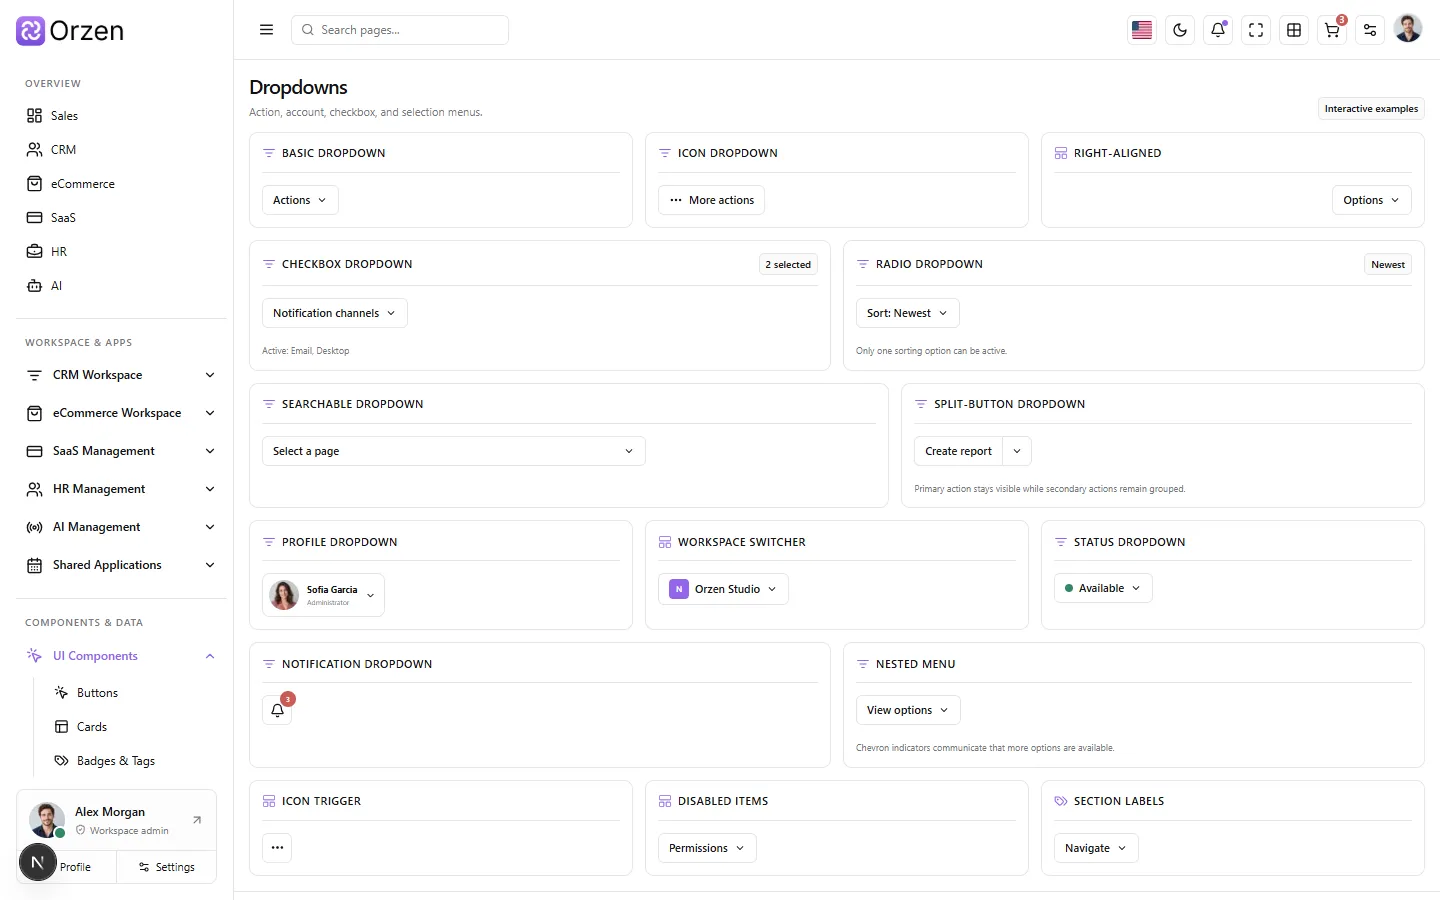 Orzen
Search pages...
3
OVERVIEW
Sales
CRM
eCommerce
SaaS
HR
AI
WORKSPACE & APPS
CRM Workspace
eCommerce Workspace
SaaS Management
HR Management
AI Management
Shared Applications
COMPONENTS & DATA
UI Components
Buttons
Cards
Badges & Tags
Alex Morgan
Workspace admin
N
Profile
Settings
Dropdowns
Action, account, checkbox, and selection menus.
Interactive examples
BASIC DROPDOWN
Actions
ICON DROPDOWN
More actions
RIGHT-ALIGNED
Options
CHECKBOX DROPDOWN
2 selected
Notification channels
Active: Email, Desktop
RADIO DROPDOWN
Newest
Sort: Newest
Only one sorting option can be active.
SEARCHABLE DROPDOWN
Select a page
SPLIT-BUTTON DROPDOWN
Create report
Primary action stays visible while secondary actions remain grouped.
PROFILE DROPDOWN
Sofia Garcia
Administrator
WORKSPACE SWITCHER
N Orzen Studio
STATUS DROPDOWN
Available
NOTIFICATION DROPDOWN
3
NESTED MENU
View options
Chevron indicators communicate that more options are available.
ICON TRIGGER
DISABLED ITEMS
Permissions
SECTION LABELS
Navigate